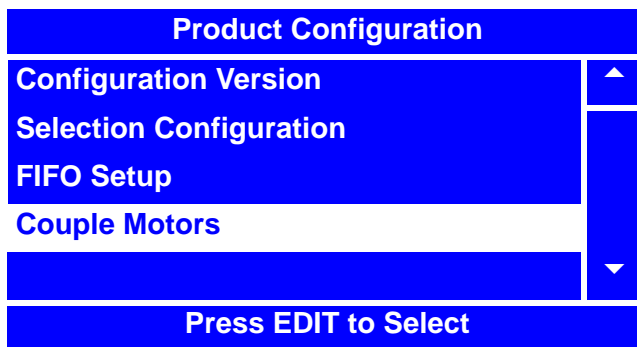 Product Configuration
Configuration Version
Selection Configuration
FIFO Setup
Couple Motors
Press EDIT to Select